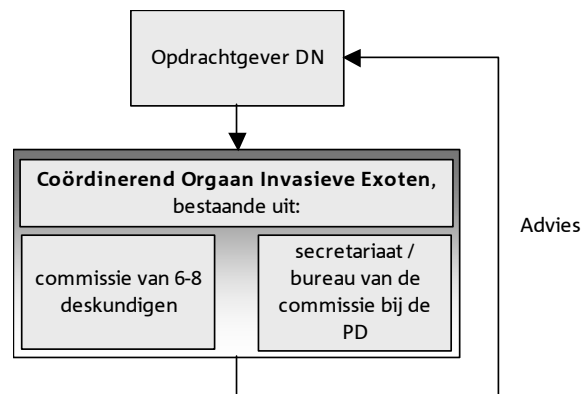 Opdrachtgever DN
Coördinerend Orgaan Invasieve Exoten,
bestaande uit:
commissie van 6-8
deskundigen
secretariaat /
bureau van de
commissie bij de
PD
Advies